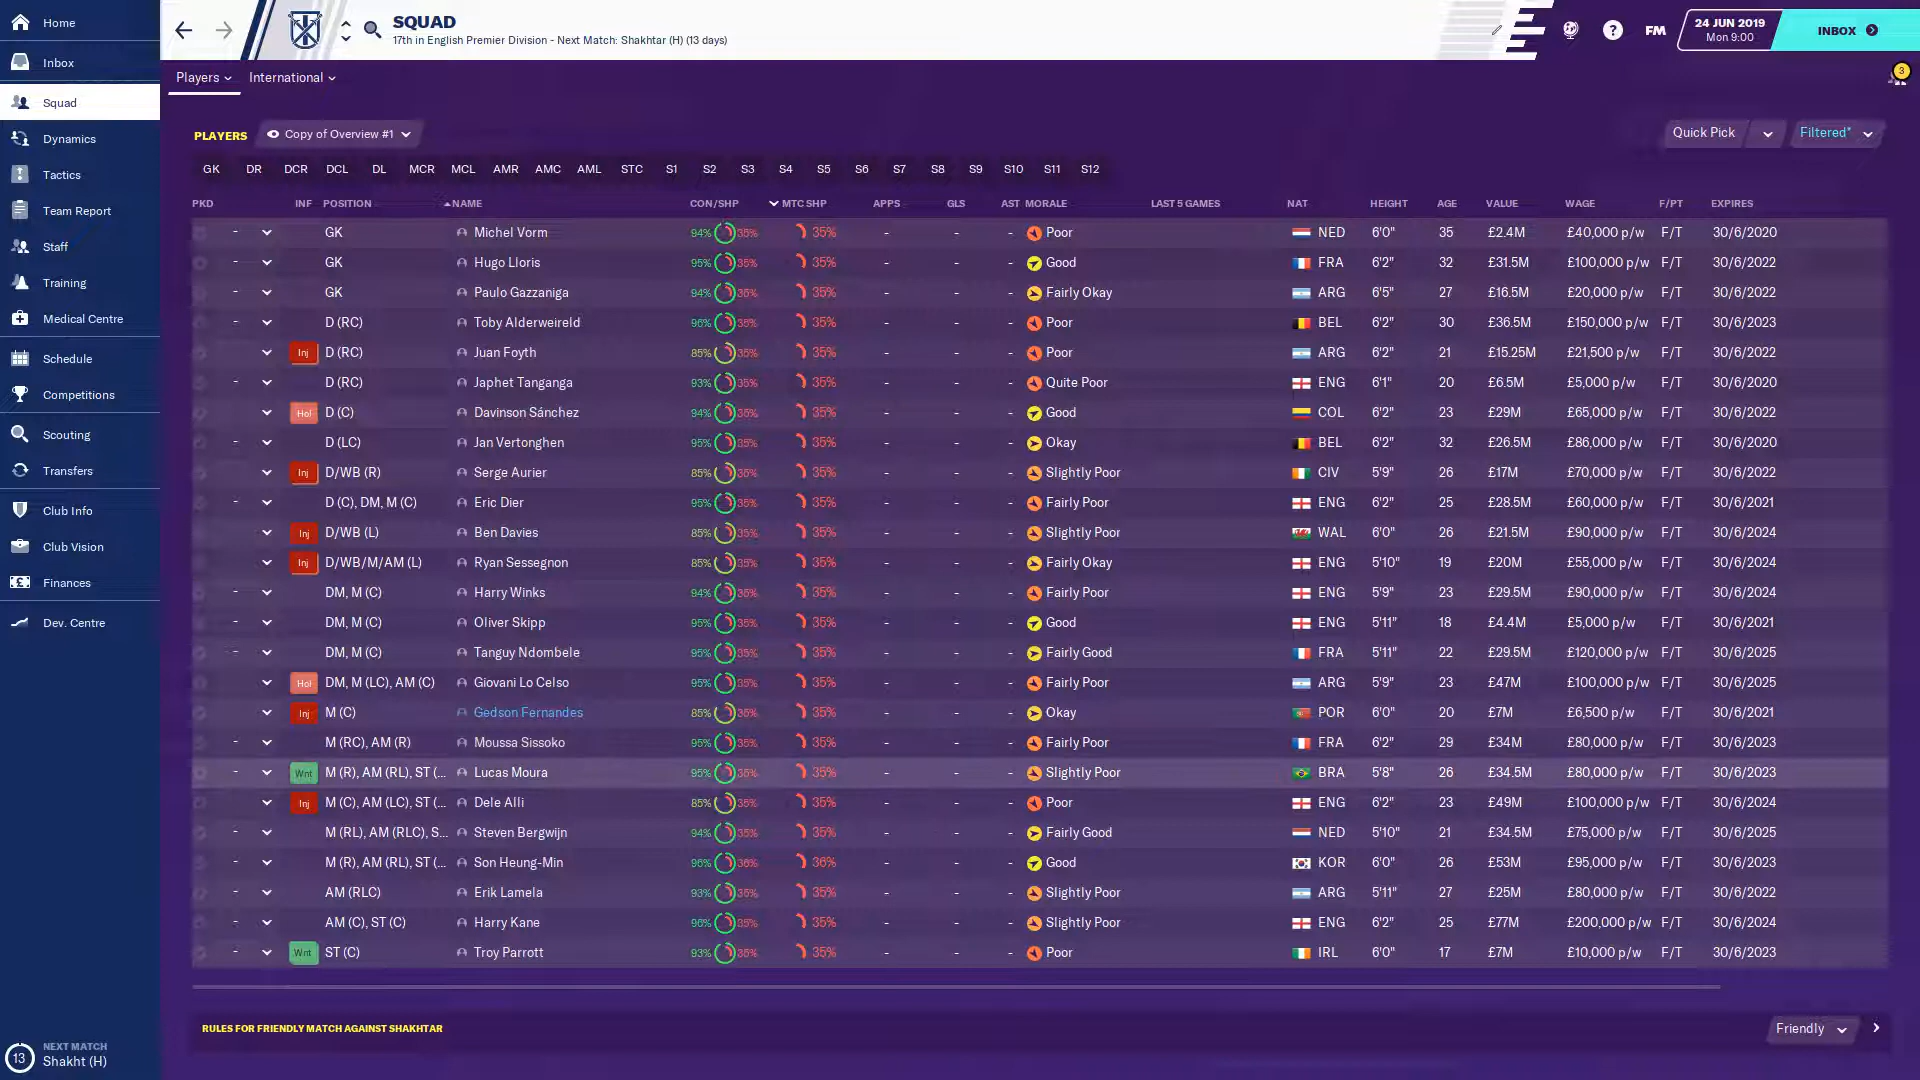 Home
Inbox
Squad
Dynamics
Tactics
Team Report
Staff
Training
Medical Centre
Schedule
Competitions
Scouting
Transfers
Club Info
Club Vision
Finances
Dev. Centre
13 NEXT MATCH
Shakht (H)
SQUAD
17th in English Premier Division - Next Match: Shakhtar (H) (13 days)
? FM 24 JUN 2019 INBOX
Mon 9:00
Players International 3
PLAYERS Copy of Overview #1 Quick Pick Filtered*
GK DR DCR DCL DL MCR MCL AMR AMC AML STC S1 S2 S3 S4 S5 S6 S7 S8 S9 S10 S11 S12
PKD INF POSITION NAME CON/SHP MTC SHP APPS GLS AST MORALE LAST 5 GAMES NAT HEIGHT AGE VALUE WAGE F/PT EXPIRES
- GK Michel Vorm 94% 35% 35% - - - Poor NED 6'0" 35 £2.4M £40,000 p/w F/T 30/6/2020
- GK Hugo Lloris 95% 35% 35% - - - Good FRA 6'2" 32 £31.5M £100,000 p/w F/T 30/6/2022
- GK Paulo Gazzaniga 94% 35% 35% - - - Fairly Okay ARG 6'5" 27 £16.5M £20,000 p/w F/T 30/6/2022
- D (RC) Toby Alderweireld 96% 35% 35% - - - Poor BEL 6'2" 30 £36.5M £150,000 p/w F/T 30/6/2023
Inj D (RC) Juan Foyth 85% 35% 35% - - - Poor ARG 6'2" 21 £15.25M £21,500 p/w F/T 30/6/2022
- D (RC) Japhet Tanganga 93% 35% 35% - - - Quite Poor ENG 6'1" 20 £6.5M £5,000 p/w F/T 30/6/2020
Hol D (C) Davinson Sánchez 94% 35% 35% - - - Good COL 6'2" 23 £29M £65,000 p/w F/T 30/6/2022
- D (LC) Jan Vertonghen 95% 35% 35% - - - Okay BEL 6'2" 32 £26.5M £86,000 p/w F/T 30/6/2020
Inj D/WB (R) Serge Aurier 85% 35% 35% - - - Slightly Poor CIV 5'9" 26 £17M £70,000 p/w F/T 30/6/2022
- D (C), DM, M (C) Eric Dier 95% 35% 35% - - - Fairly Poor ENG 6'2" 25 £28.5M £60,000 p/w F/T 30/6/2021
Inj D/WB (L) Ben Davies 85% 35% 35% - - - Slightly Poor WAL 6'0" 26 £21.5M £90,000 p/w F/T 30/6/2024
Inj D/WB/M/AM (L) Ryan Sessegnon 85% 35% 35% - - - Fairly Okay ENG 5'10" 19 £20M £55,000 p/w F/T 30/6/2024
- DM, M (C) Harry Winks 94% 35% 35% - - - Fairly Poor ENG 5'9" 23 £29.5M £90,000 p/w F/T 30/6/2024
- DM, M (C) Oliver Skipp 95% 35% 35% - - - Good ENG 5'11" 18 £4.4M £5,000 p/w F/T 30/6/2021
- DM, M (C) Tanguy Ndombele 95% 35% 35% - - - Fairly Good FRA 5'11" 22 £29.5M £120,000 p/w F/T 30/6/2025
Hol DM, M (LC), AM (C) Giovani Lo Celso 95% 35% 35% - - - Fairly Poor ARG 5'9" 23 £47M £100,000 p/w F/T 30/6/2025
- Inj M (C) Gedson Fernandes 85% 35% 35% - - - Okay POR 6'0" 20 £7M £6,500 p/w F/T 30/6/2021
- M (RC), AM (R) Moussa Sissoko 95% 35% 35% - - - Fairly Poor FRA 6'2" 29 £34M £80,000 p/w F/T 30/6/2023
- Wnt M (R), AM (RL), ST (... Lucas Moura 95% 35% 35% - - - Slightly Poor BRA 5'8" 26 £34.5M £80,000 p/w F/T 30/6/2023
Inj M (C), AM (LC), ST (... Dele Alli 85% 35% 35% - - - Poor ENG 6'2" 23 £49M £100,000 p/w F/T 30/6/2024
- M (RL), AM (RLC), S... Steven Bergwijn 94% 35% 35% - - - Fairly Good NED 5'10" 21 £34.5M £75,000 p/w F/T 30/6/2025
- M (R), AM (RL), ST (... Son Heung-Min 96% 36% 36% - - - Good KOR 6'0" 26 £53M £95,000 p/w F/T 30/6/2023
- AM (RLC) Erik Lamela 93% 35% 35% - - - Slightly Poor ARG 5'11" 27 £25M £80,000 p/w F/T 30/6/2022
- AM (C), ST (C) Harry Kane 96% 35% 35% - - - Slightly Poor ENG 6'2" 25 £77M £200,000 p/w F/T 30/6/2024
- Wnt ST (C) Troy Parrott 93% 35% 35% - - - Poor IRL 6'0" 17 £7M £10,000 p/w F/T 30/6/2023
RULES FOR FRIENDLY MATCH AGAINST SHAKHTAR Friendly